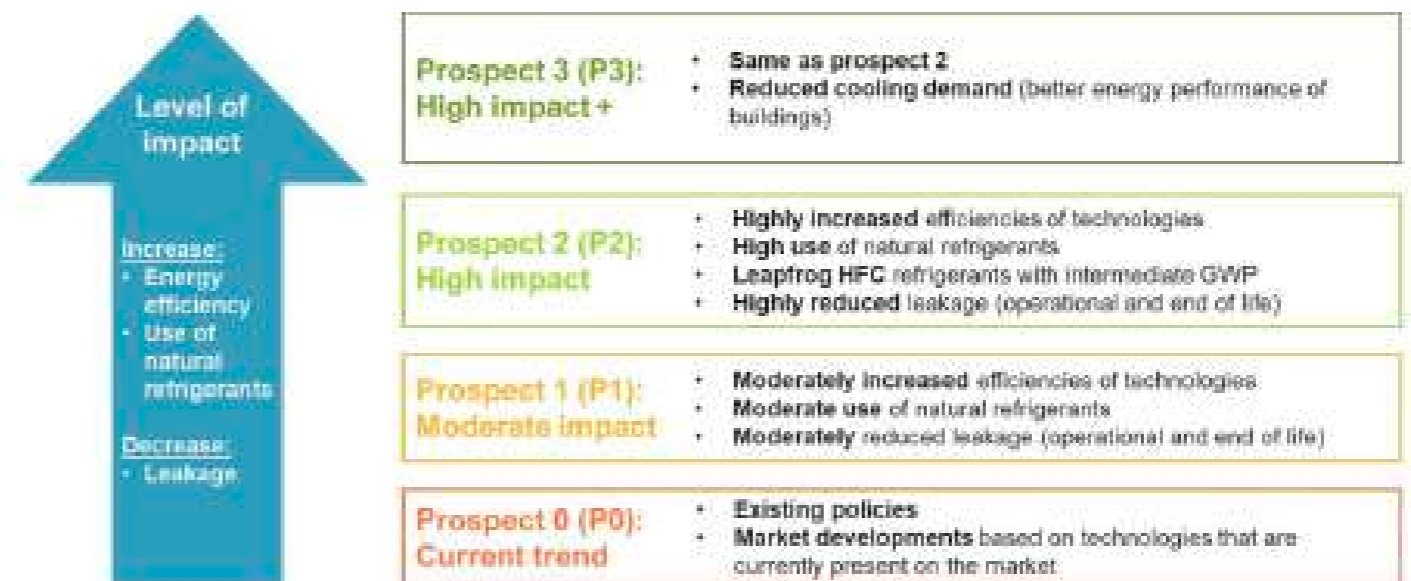 Level of
impact
Increase:
• Energy
efficiency
• Use of
natural
refrigerants
Decrease:
• Leakage
Prospect 3 (P3):
High impact +
• Same as prospect 2
• Reduced cooling demand (better energy performance of
buildings)
Prospect 2 (P2):
High impact
• Highly increased efficiencies of technologies
• High use of natural refrigerants
• Leapfrog HFC refrigerants with intermediate GWP
• Highly reduced leakage (operational and end of life)
Prospect 1 (P1):
Moderate impact
• Moderately increased efficiencies of technologies
• Moderate use of natural refrigerants
• Moderately reduced leakage (operational and end of life)
Prospect 0 (P0):
Current trend
• Existing policies
• Market developments based on technologies that are
currently present on the market